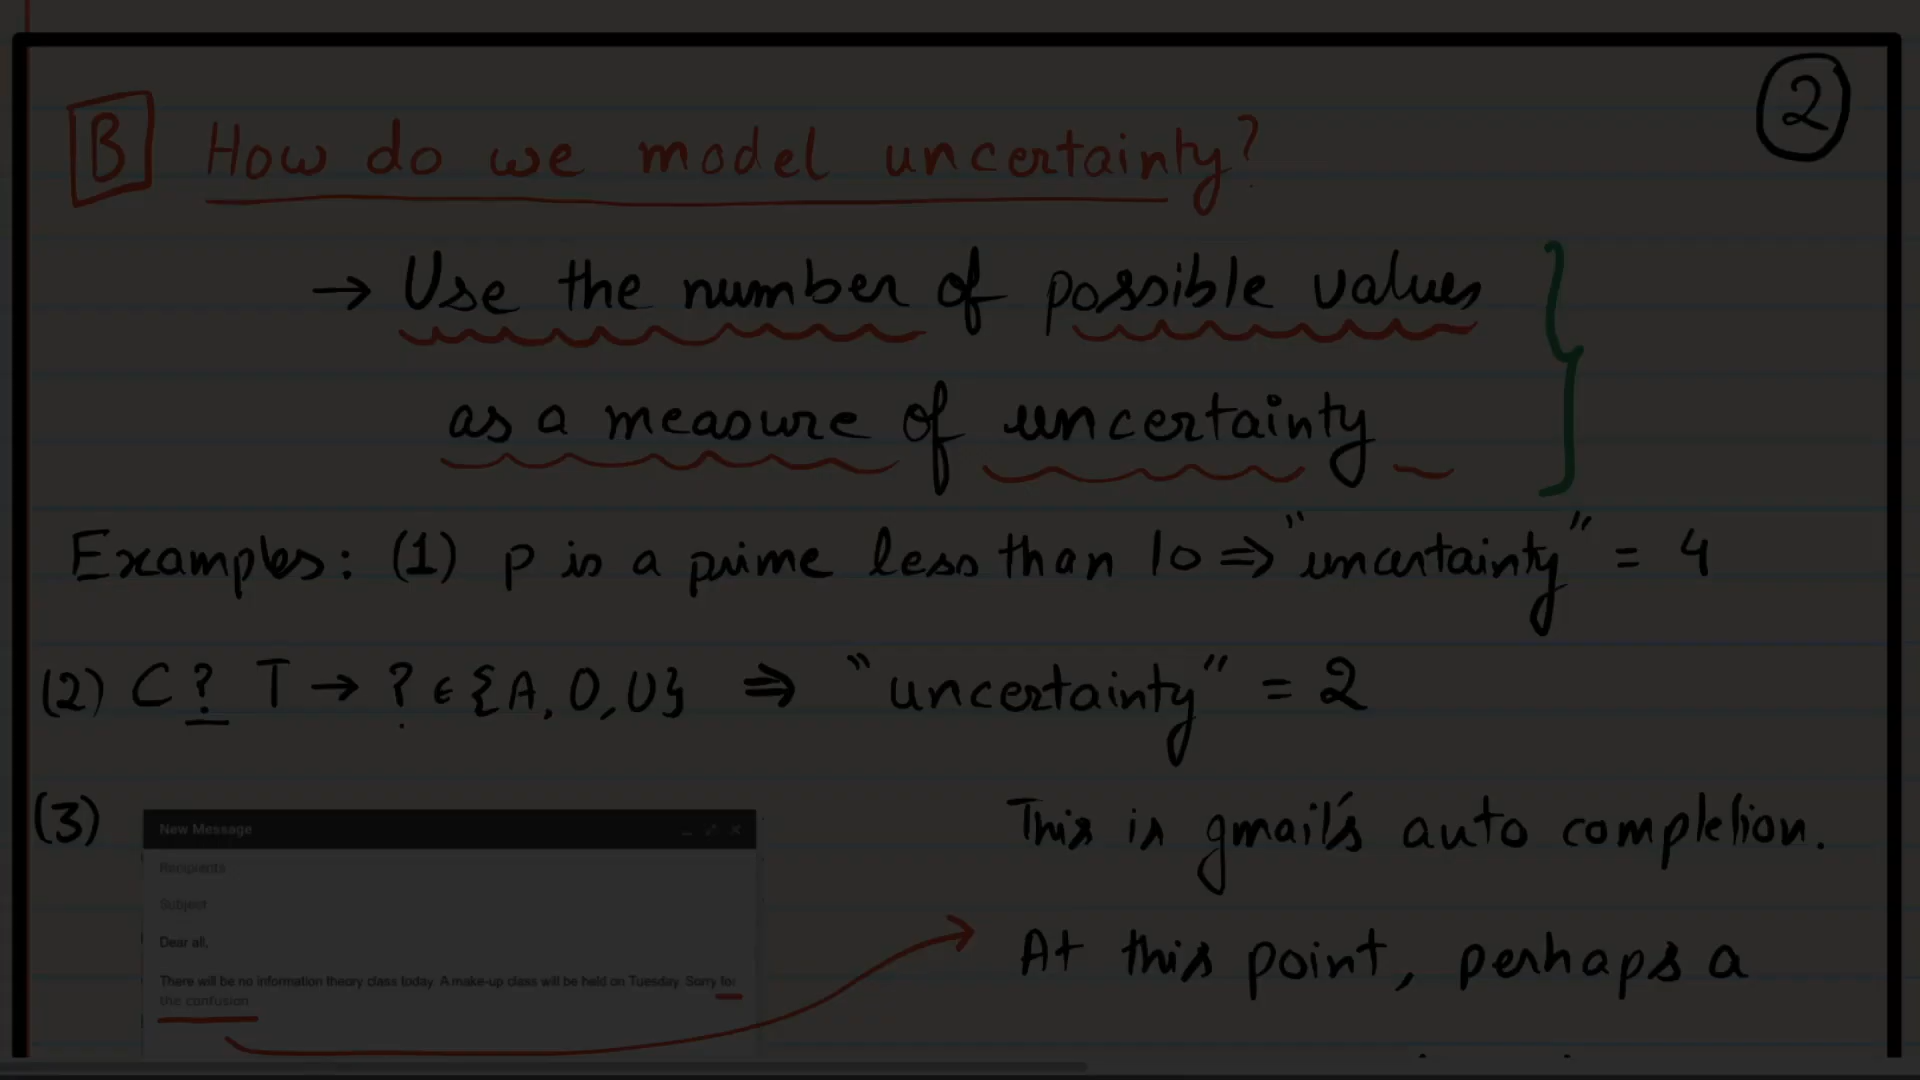 2
B How do we model uncertainty?
→ Use the number of possible values
as a measure of uncertainty
Examples: (1) p is a prime less than 10 ⇒ "uncertainty" = 4
(2) C ? T → ? ∈ {A, O, U} ⇒ "uncertainty" = 2
(3)
New Message
Recipients
Subject
Dear all,
There will be no information theory class today. A make-up class will be held on Tuesday. Sorry for
the confusion
This is gmail's auto completion.
At this point, perhaps a